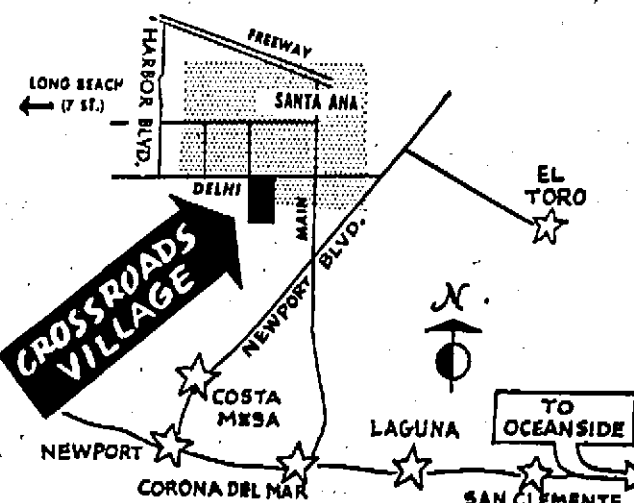 FREEWAY
HARBOR BLVD.
LONG BEACH
(7 ST.)
SANTA ANA
DELHI
MAIN
EL
TORO
CROSSROADS
VILLAGE
NEWPORT BLVD.
N
COSTA
MESA
NEWPORT
CORONA DEL MAR
LAGUNA
TO
OCEANSIDE
SAN CLEMENTE